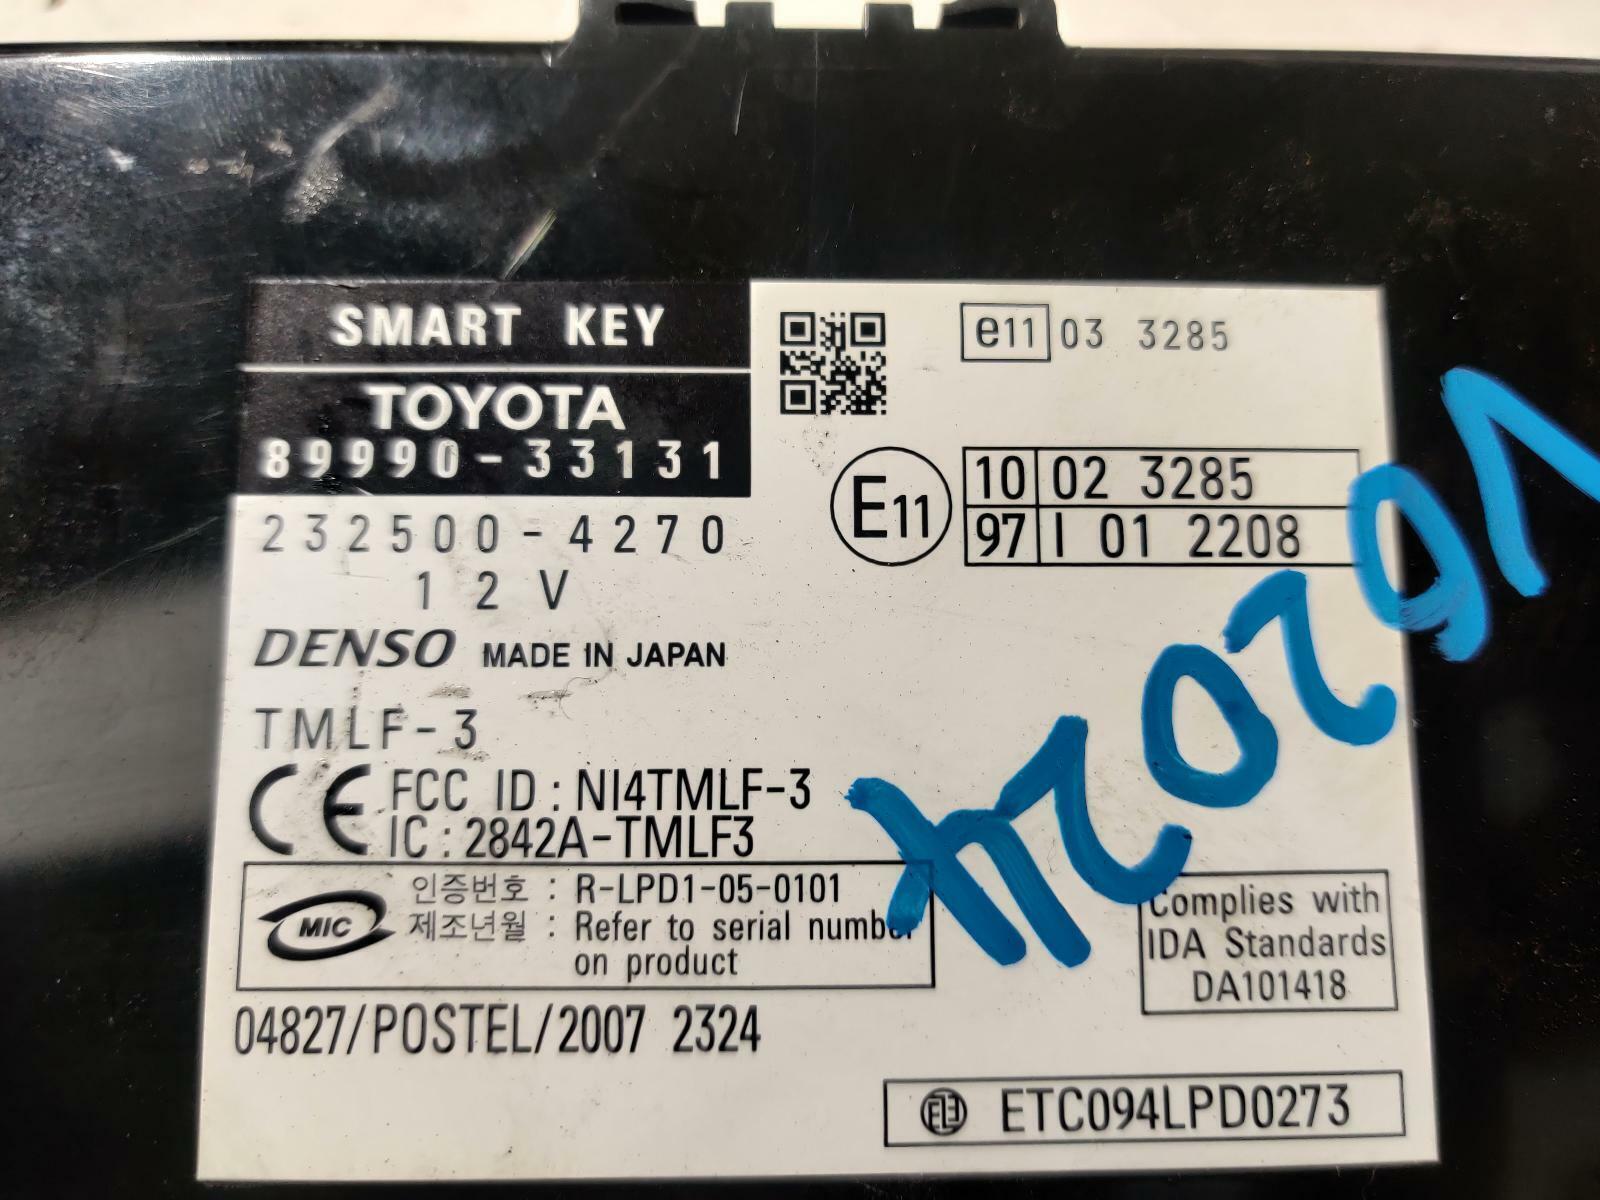 SMART KEY
TOYOTA
89990-33131
232500-4270
12V
DENSO MADE IN JAPAN
TMLF-3
CE FCC ID : NI4TMLF-3
IC : 2842A-TMLF3
MIC
인증번호 : R-LPD1-05-0101
제조년월 : Refer to serial number
on product
04827/POSTEL/2007 2324
e11 03 3285
E11
10 02 3285
97 I 01 2208
Complies with
IDA Standards
DA101418
ETC094LPD0273